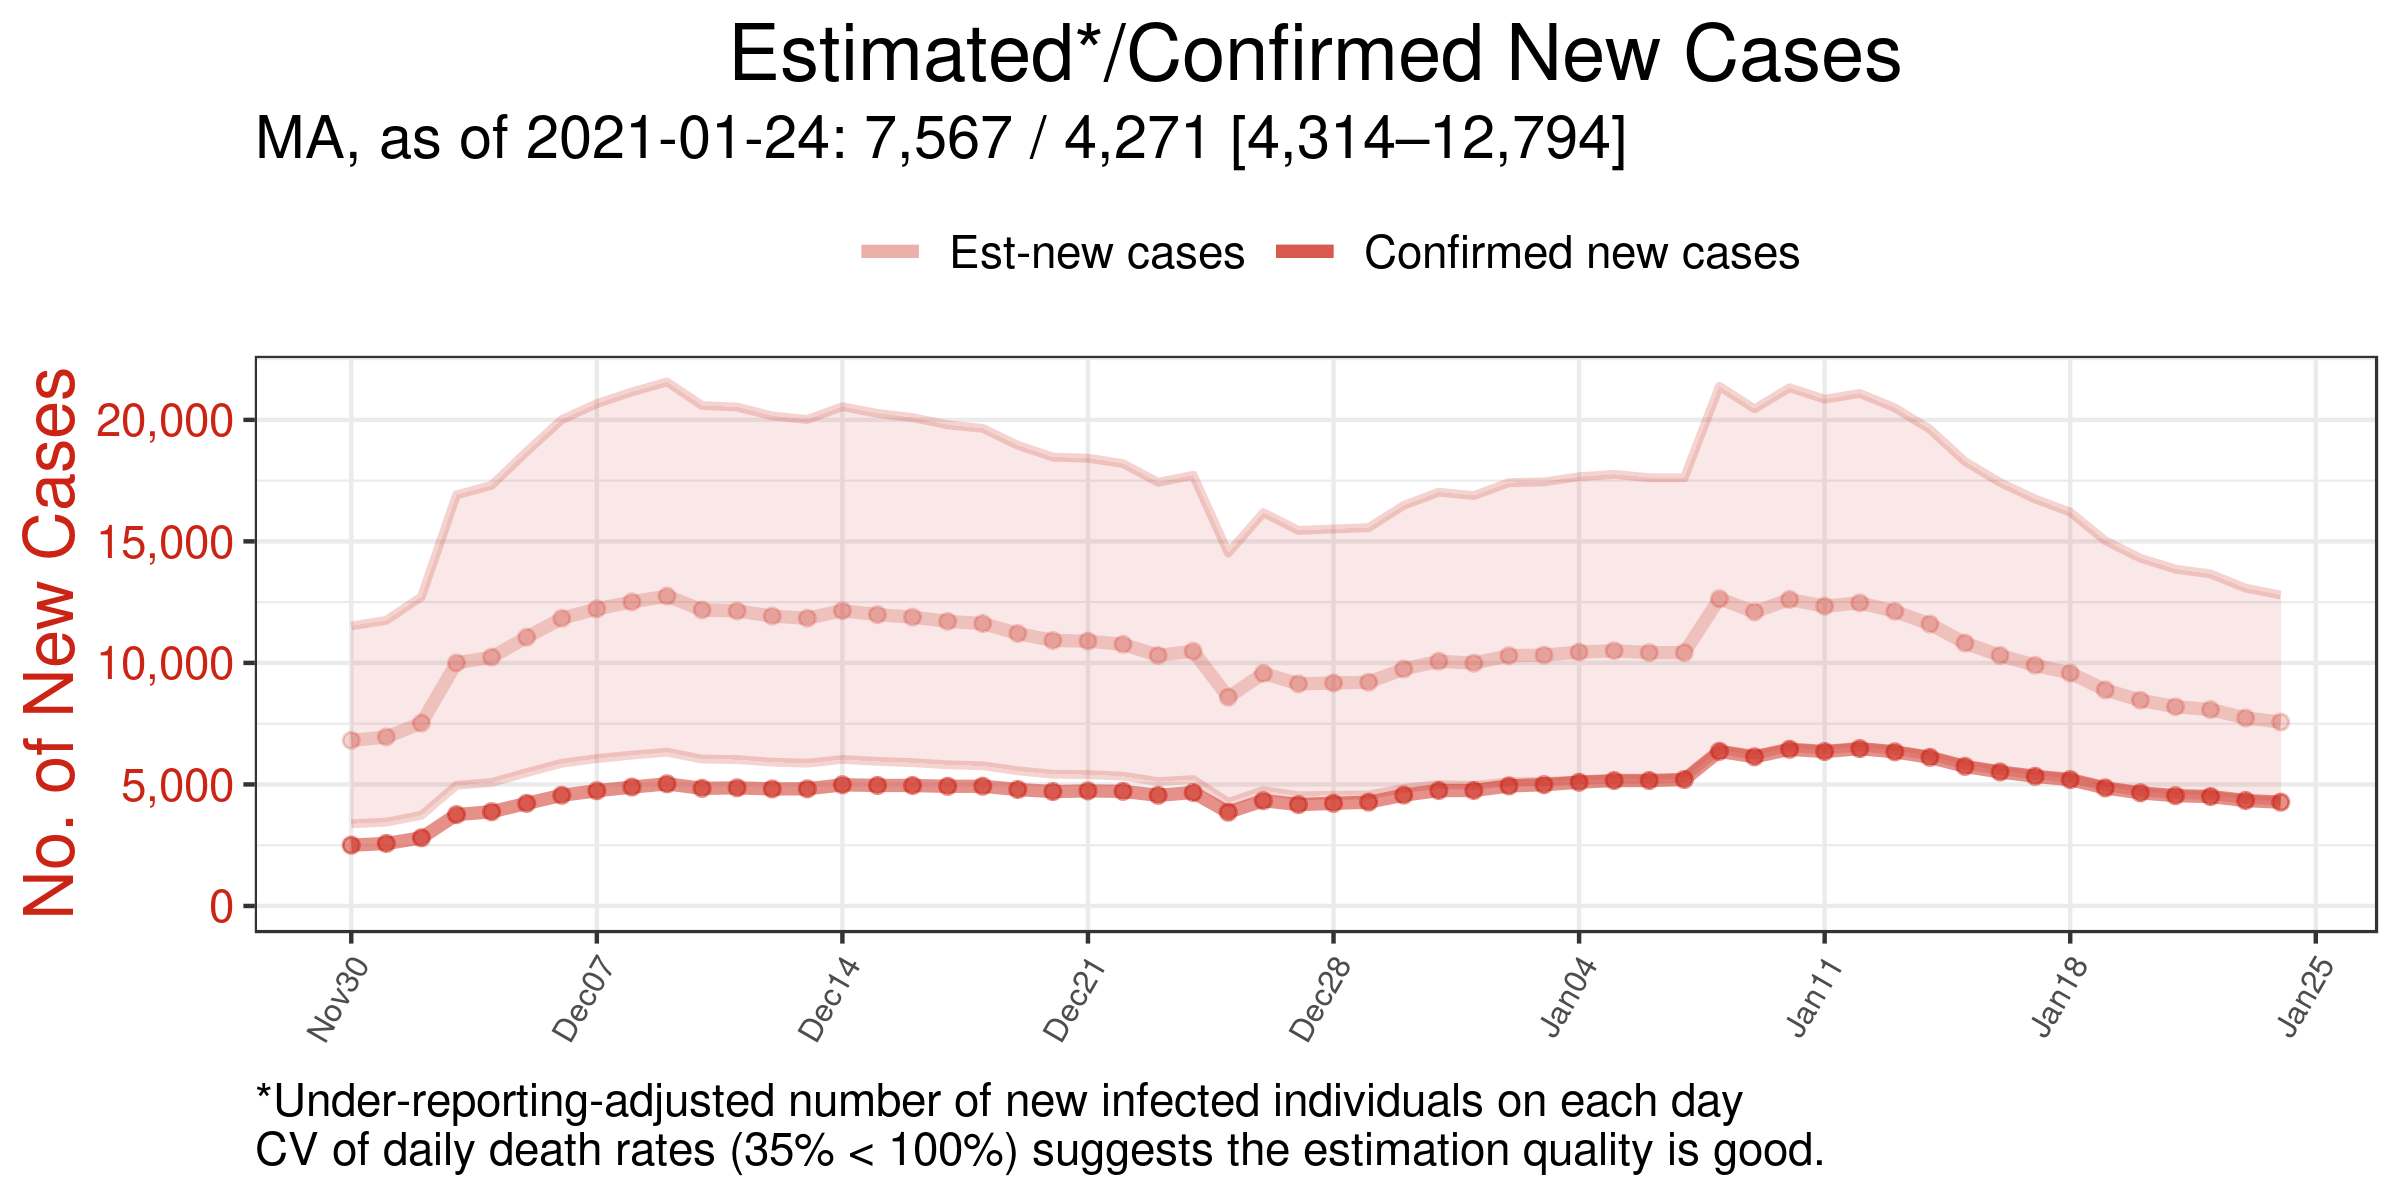 Estimated*/Confirmed New Cases
MA, as of 2021-01-24: 7,567 / 4,271 [4,314–12,794]
Est-new cases
Confirmed new cases
No. of New Cases
20,000
15,000
10,000
5,000
0
Nov30
Dec07
Dec14
Dec21
Dec28
Jan04
Jan11
Jan18
Jan25
*Under-reporting-adjusted number of new infected individuals on each day
CV of daily death rates (35% < 100%) suggests the estimation quality is good.